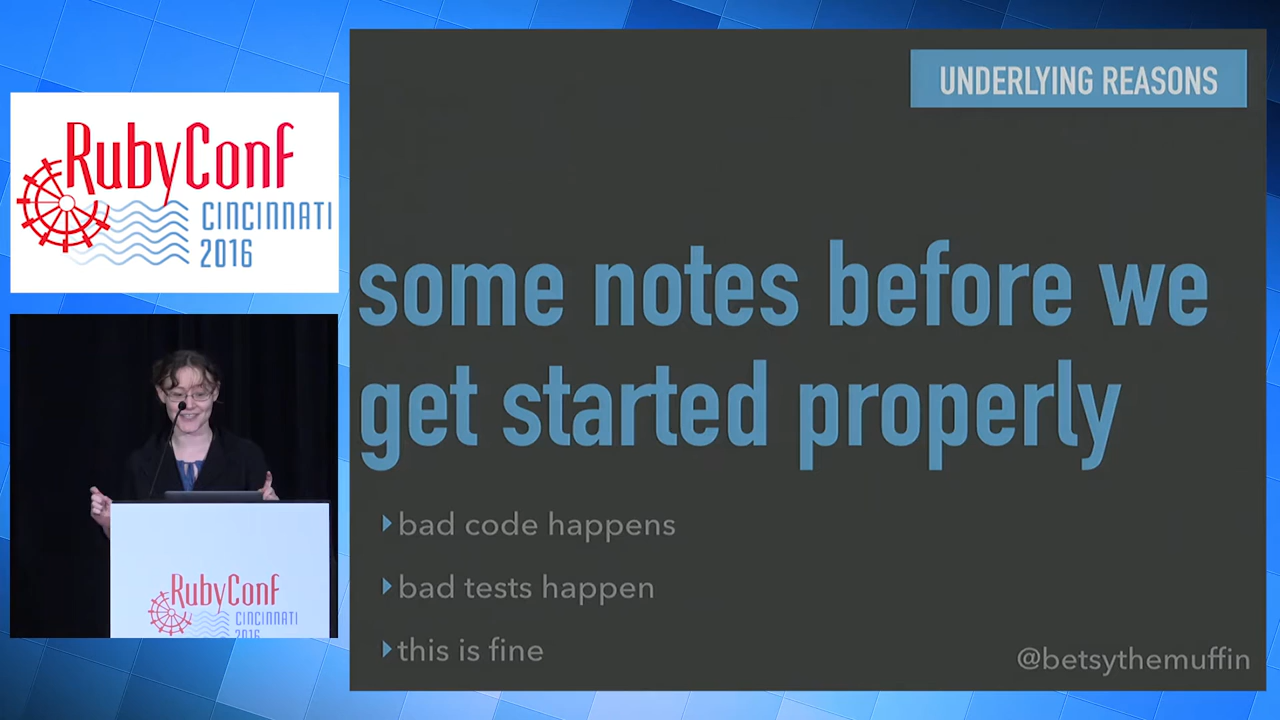 RubyConf
CINCINNATI
2016
UNDERLYING REASONS
some notes before we
get started properly
bad code happens
bad tests happen
this is fine
@betsythemuffin
RubyConf
CINCINNATI
2016